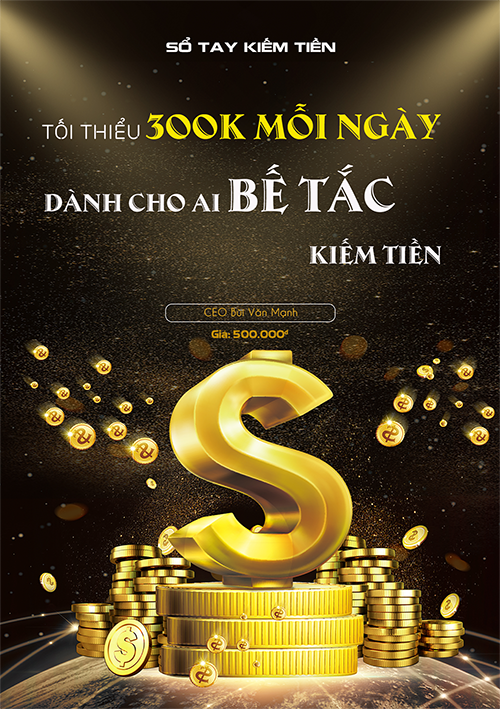 SỔ TAY KIẾM TIỀN
TỐI THIỂU 300K MỖI NGÀY
DÀNH CHO AI BẾ TẮC
KIẾM TIỀN
CEO Bùi Văn Mạnh
Giá: 500.000đ